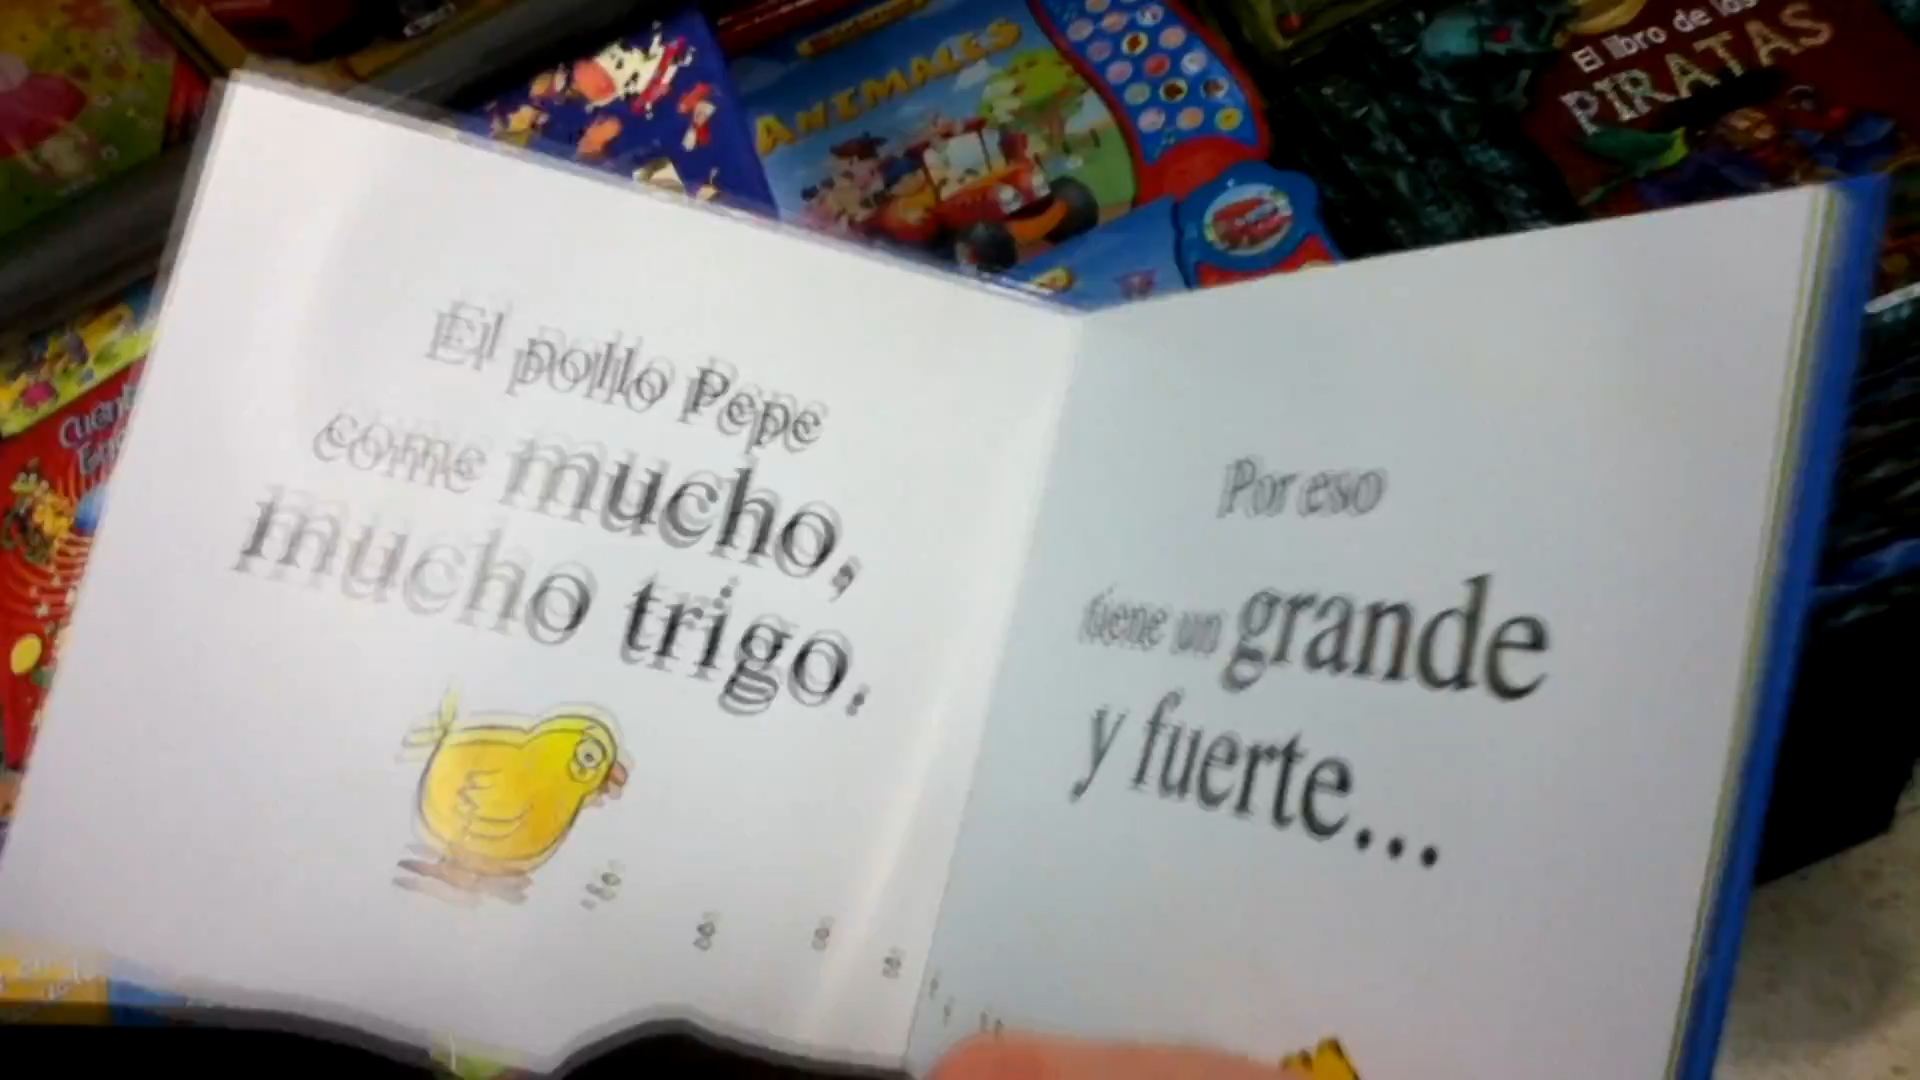 El pollo Pepe
come mucho,
mucho trigo.
Por eso
tiene un grande
y fuerte...
ANIMALES
El libro de los
PIRATAS